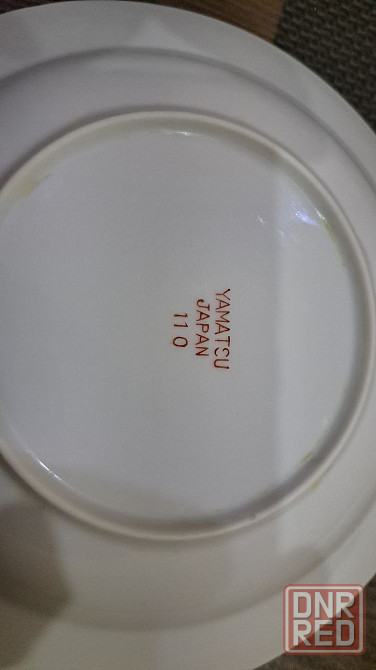 YAMATSU
JAPAN
110
DNR
RED